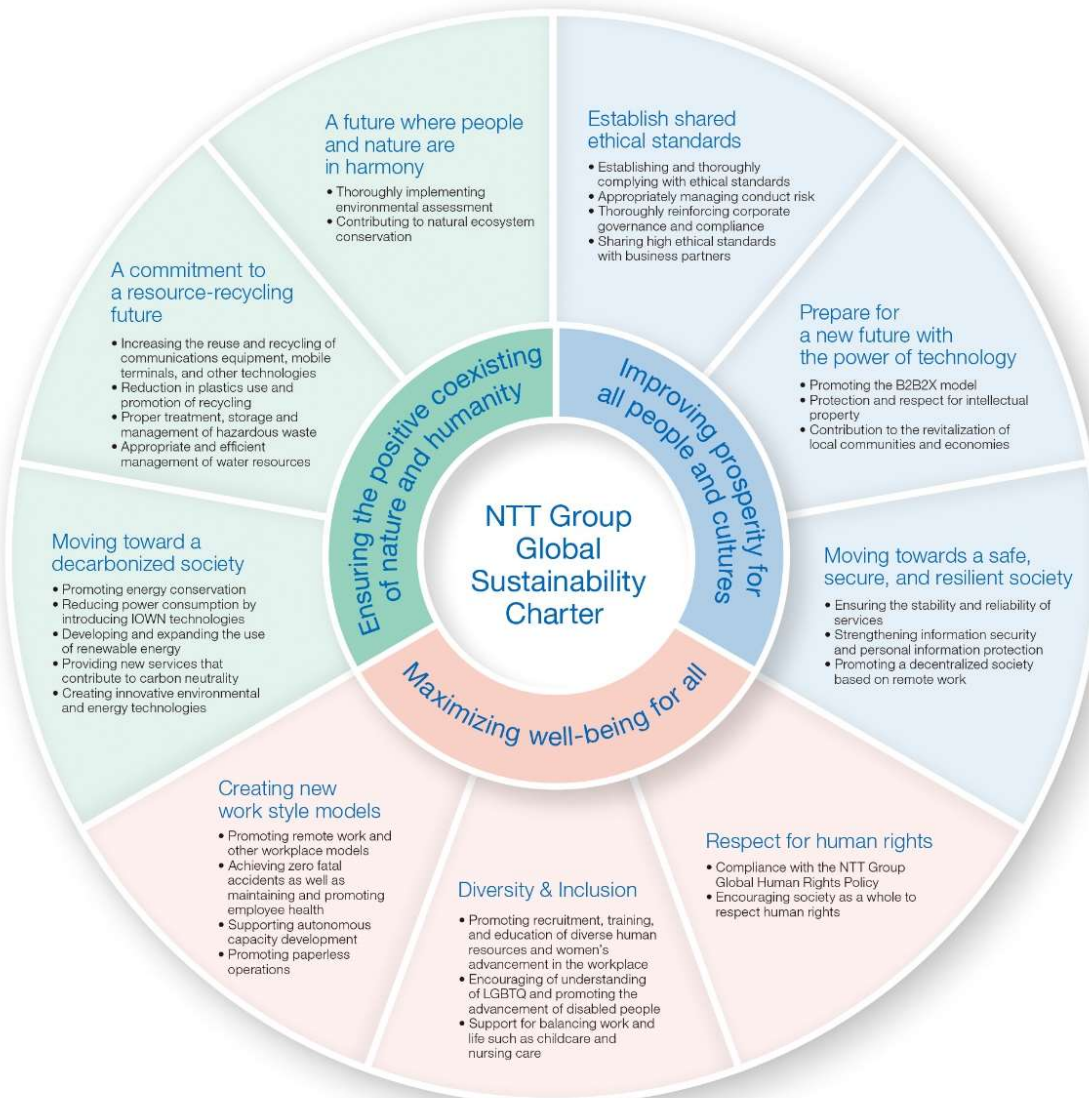 NTT Group
Global
Sustainability
Charter
Improving prosperity for
all people and cultures
Establish shared
ethical standards
• Establishing and thoroughly
complying with ethical standards
• Appropriately managing conduct risk
• Thoroughly reinforcing corporate
governance and compliance
• Sharing high ethical standards
with business partners
Prepare for
a new future with
the power of technology
• Promoting the B2B2X model
• Protection and respect for intellectual
property
• Contribution to the revitalization of
local communities and economies
Moving towards a safe,
secure, and resilient society
• Ensuring the stability and reliability of
services
• Strengthening information security
and personal information protection
• Promoting a decentralized society
based on remote work
Maximizing well-being for all
Respect for human rights
• Compliance with the NTT Group
Global Human Rights Policy
• Encouraging society as a whole to
respect human rights
Diversity & Inclusion
• Promoting recruitment, training,
and education of diverse human
resources and women's
advancement in the workplace
• Encouraging of understanding
of LGBTQ and promoting the
advancement of disabled people
• Support for balancing work and
life such as childcare and
nursing care
Creating new
work style models
• Promoting remote work and
other workplace models
• Achieving zero fatal
accidents as well as
maintaining and promoting
employee health
• Supporting autonomous
capacity development
• Promoting paperless
operations
Ensuring the positive coexisting
of nature and humanity
Moving toward a
decarbonized society
• Promoting energy conservation
• Reducing power consumption by
introducing IOWN technologies
• Developing and expanding the use
of renewable energy
• Providing new services that
contribute to carbon neutrality
• Creating innovative environmental
and energy technologies
A commitment to
a resource-recycling
future
• Increasing the reuse and recycling of
communications equipment, mobile
terminals, and other technologies
• Reduction in plastics use and
promotion of recycling
• Proper treatment, storage and
management of hazardous waste
• Appropriate and efficient
management of water resources
A future where people
and nature are
in harmony
• Thoroughly implementing
environmental assessment
• Contributing to natural ecosystem
conservation